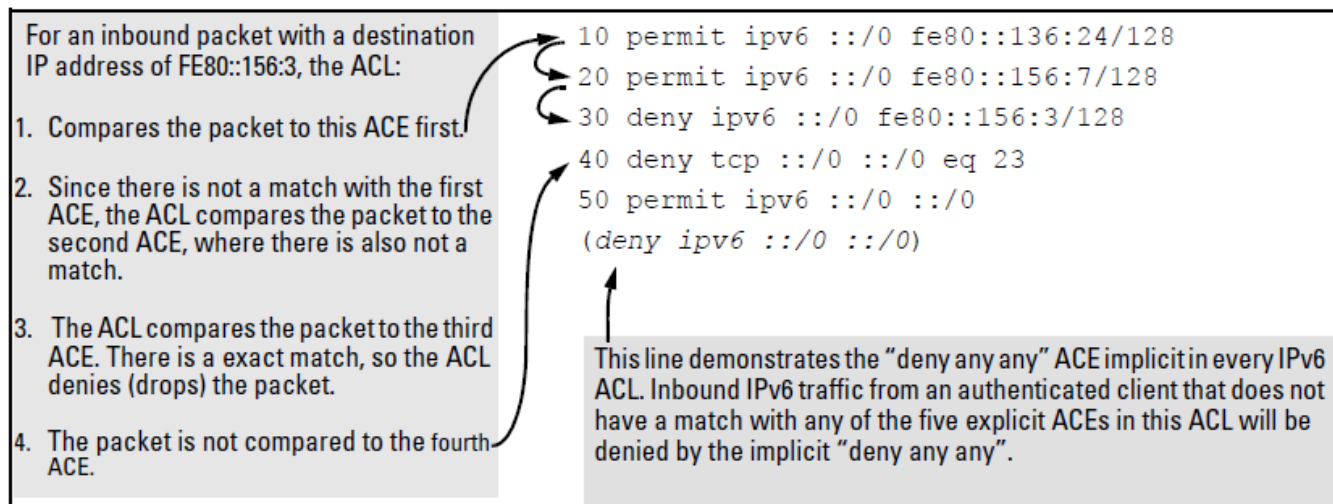 For an inbound packet with a destination
IP address of FE80::156:3, the ACL:
1. Compares the packet to this ACE first.
2. Since there is not a match with the first
ACE, the ACL compares the packet to the
second ACE, where there is also not a
match.
3. The ACL compares the packet to the third
ACE. There is a exact match, so the ACL
denies (drops) the packet.
4. The packet is not compared to the fourth
ACE.
10 permit ipv6 ::/0 fe80::136:24/128
20 permit ipv6 ::/0 fe80::156:7/128
30 deny ipv6 ::/0 fe80::156:3/128
40 deny tcp ::/0 ::/0 eq 23
50 permit ipv6 ::/0 ::/0
(deny ipv6 ::/0 ::/0)
This line demonstrates the “deny any any” ACE implicit in every IPv6
ACL. Inbound IPv6 traffic from an authenticated client that does not
have a match with any of the five explicit ACEs in this ACL will be
denied by the implicit “deny any any”.